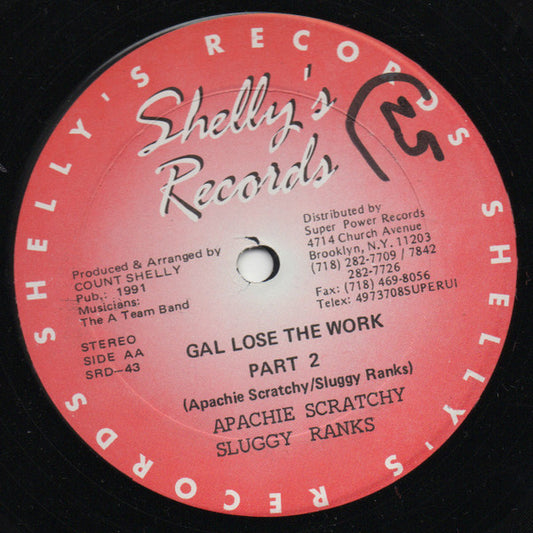 SHELLY'S RECORDS SHELLY'S RECORDS
Shelly's
Records
25
Produced & Arranged by
COUNT SHELLY
Pub.: 1991
Musicians:
The A Team Band
STEREO
SIDE AA
SRD-43
Distributed by
Super Power Records
4714 Church Avenue
Brooklyn, N.Y. 11203
(718) 282-7709 / 7842
282-7726
Fax: (718) 469-8056
Telex: 4973708SUPERUI
GAL LOSE THE WORK
PART 2
(Apachie Scratchy/Sluggy Ranks)
APACHIE SCRATCHY
SLUGGY RANKS